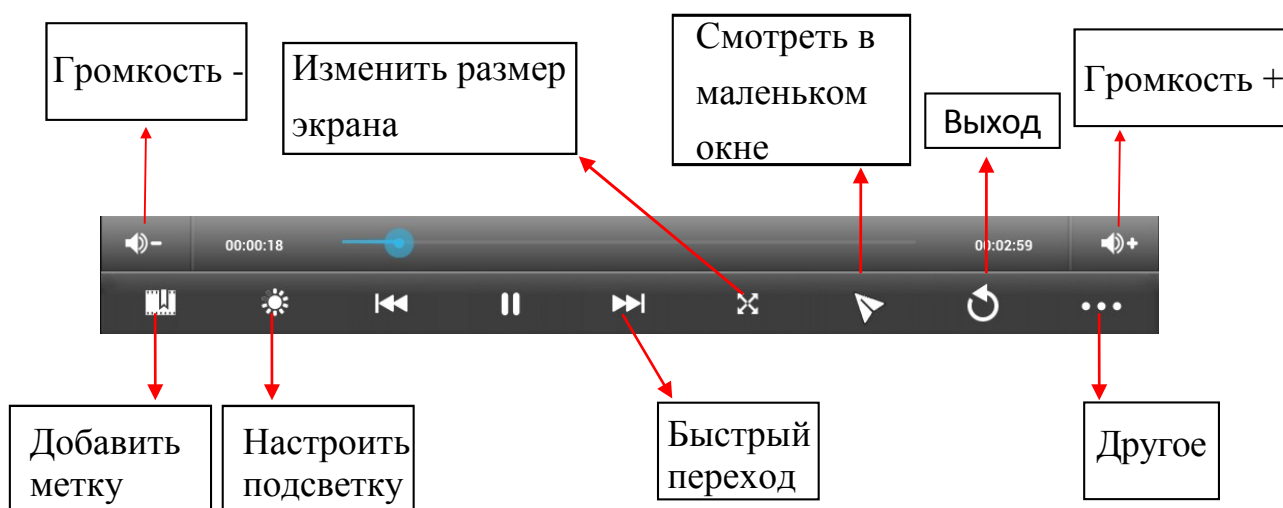 Громкость -
Изменить размер
экрана
Смотреть в
маленьком
окне
Выход
Громкость +
00:00:18
00:02:59
Добавить
метку
Настроить
подсветку
Быстрый
переход
Другое